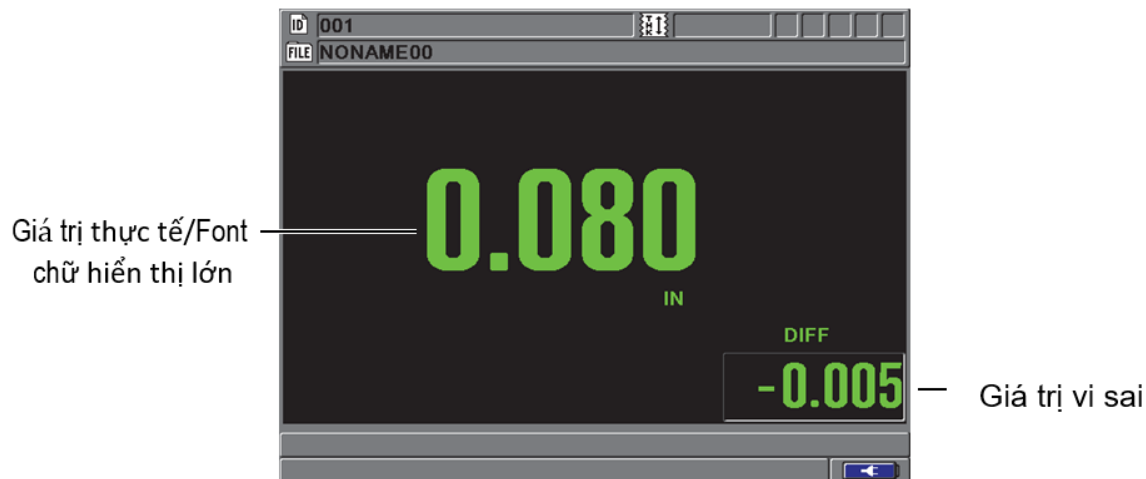 ID 001
THK
FILE NONAME00
0.080
IN
DIFF
-0.005
Giá trị thực tế/Font
chữ hiển thị lớn
Giá trị vi sai